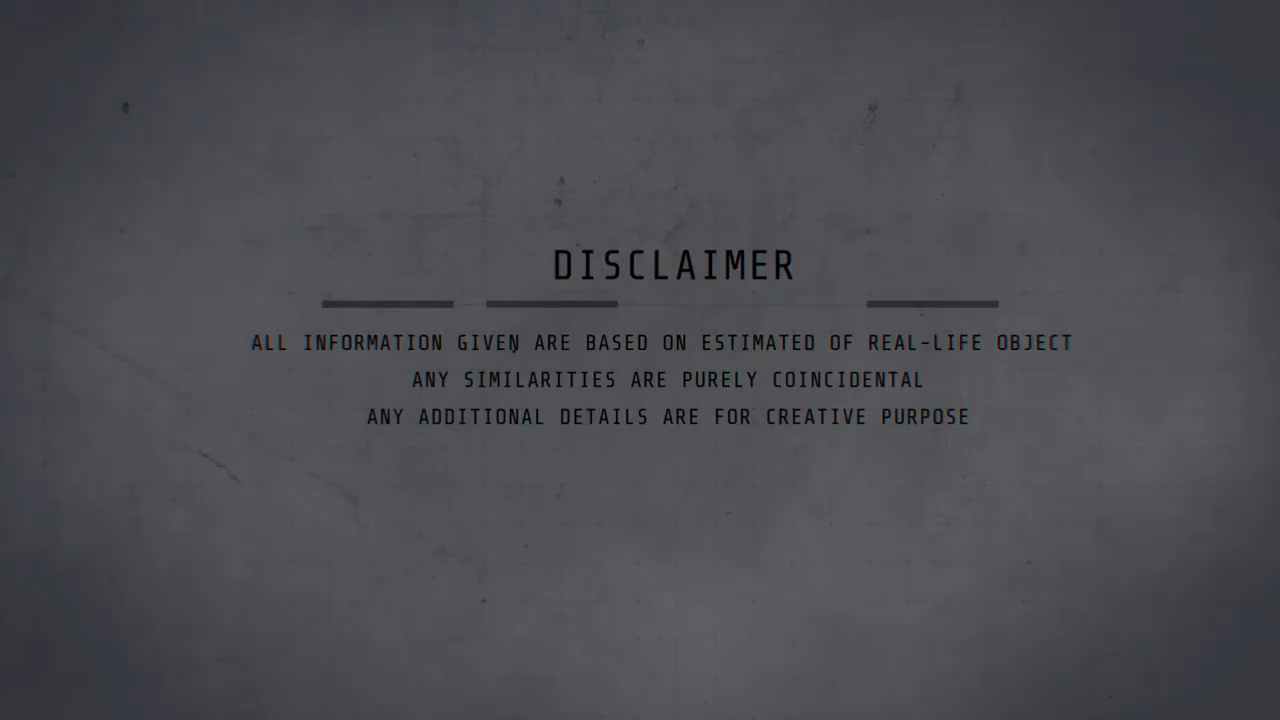 DISCLAIMER
ALL INFORMATION GIVEN ARE BASED ON ESTIMATED OF REAL-LIFE OBJECT
ANY SIMILARITIES ARE PURELY COINCIDENTAL
ANY ADDITIONAL DETAILS ARE FOR CREATIVE PURPOSE